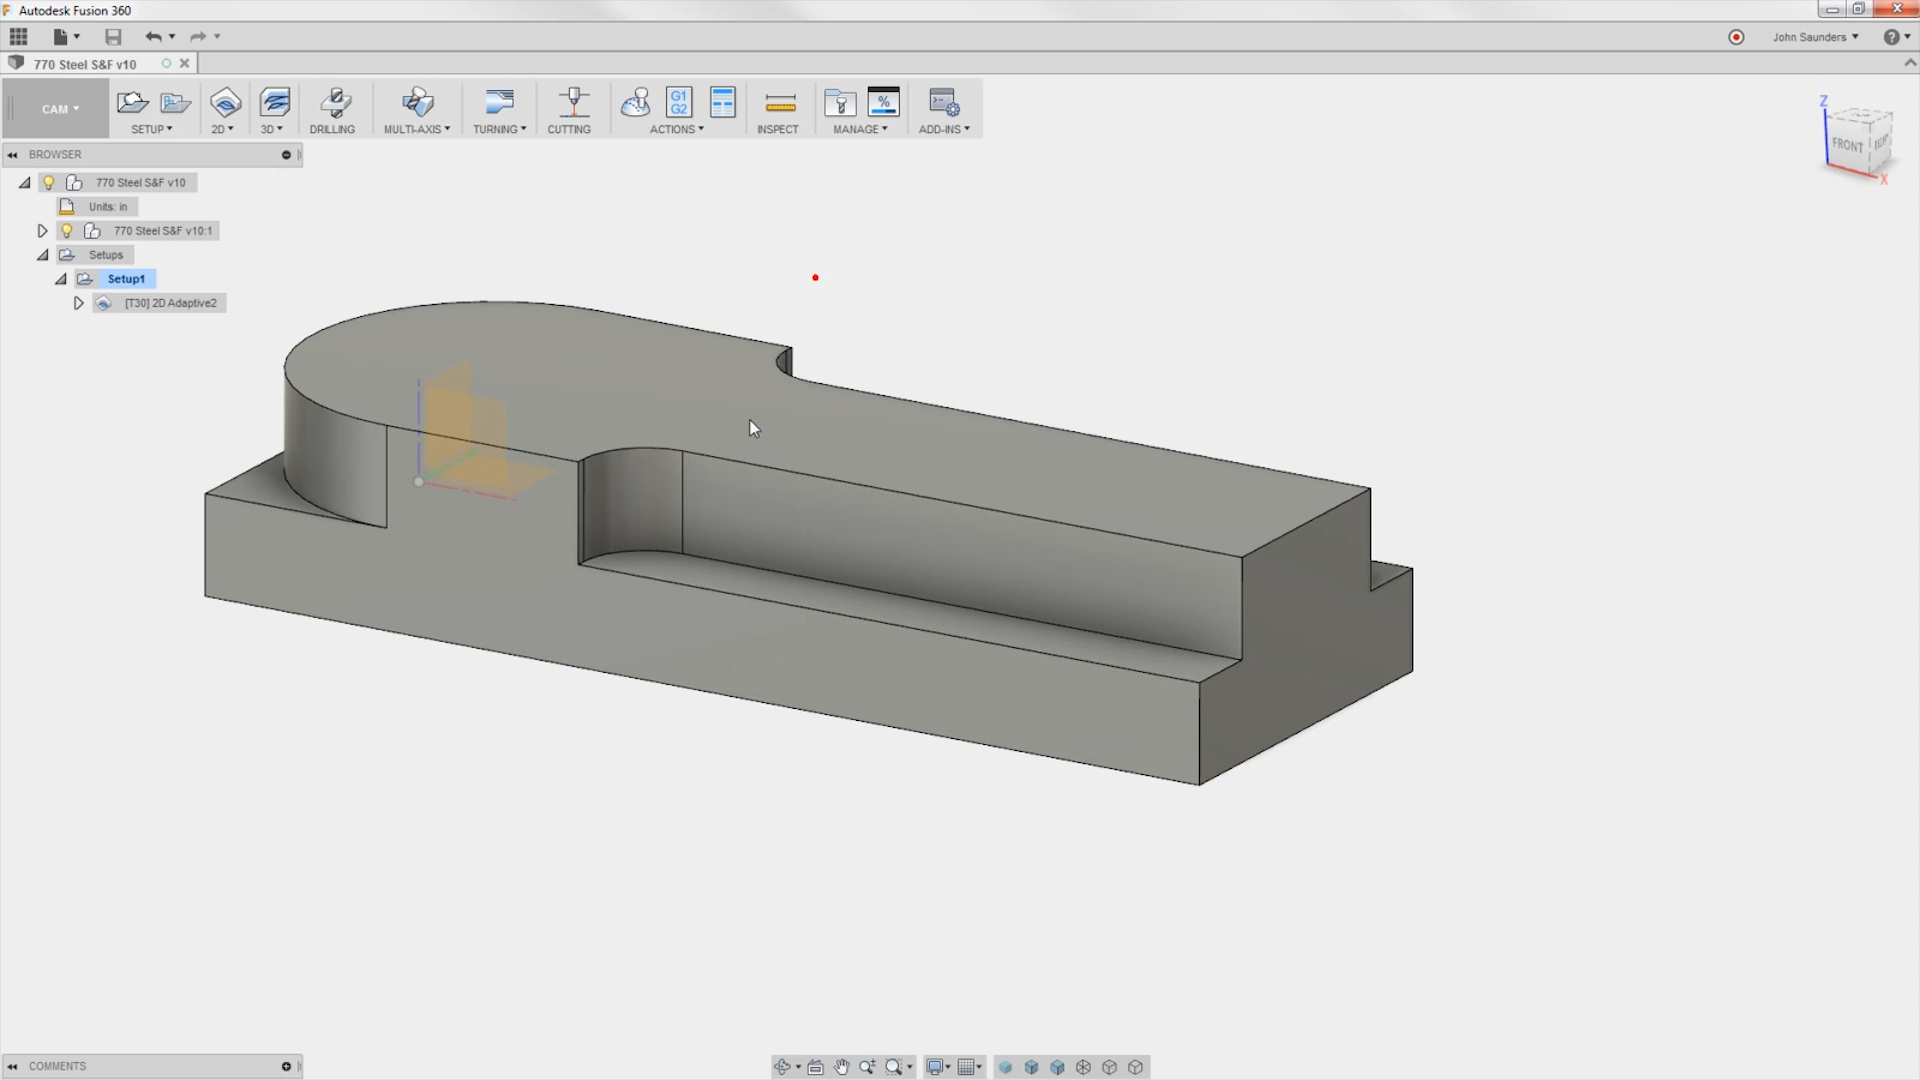 Autodesk Fusion 360
John Saunders
770 Steel S&F v10
CAM
SETUP
2D
3D
DRILLING
MULTI-AXIS
TURNING
CUTTING
G1
G2
ACTIONS
INSPECT
%
MANAGE
ADD-INS
BROWSER
770 Steel S&F v10
Units: in
770 Steel S&F v10:1
Setups
Setup1
[T30] 2D Adaptive2
Z
FRONT
RIGHT
X
COMMENTS